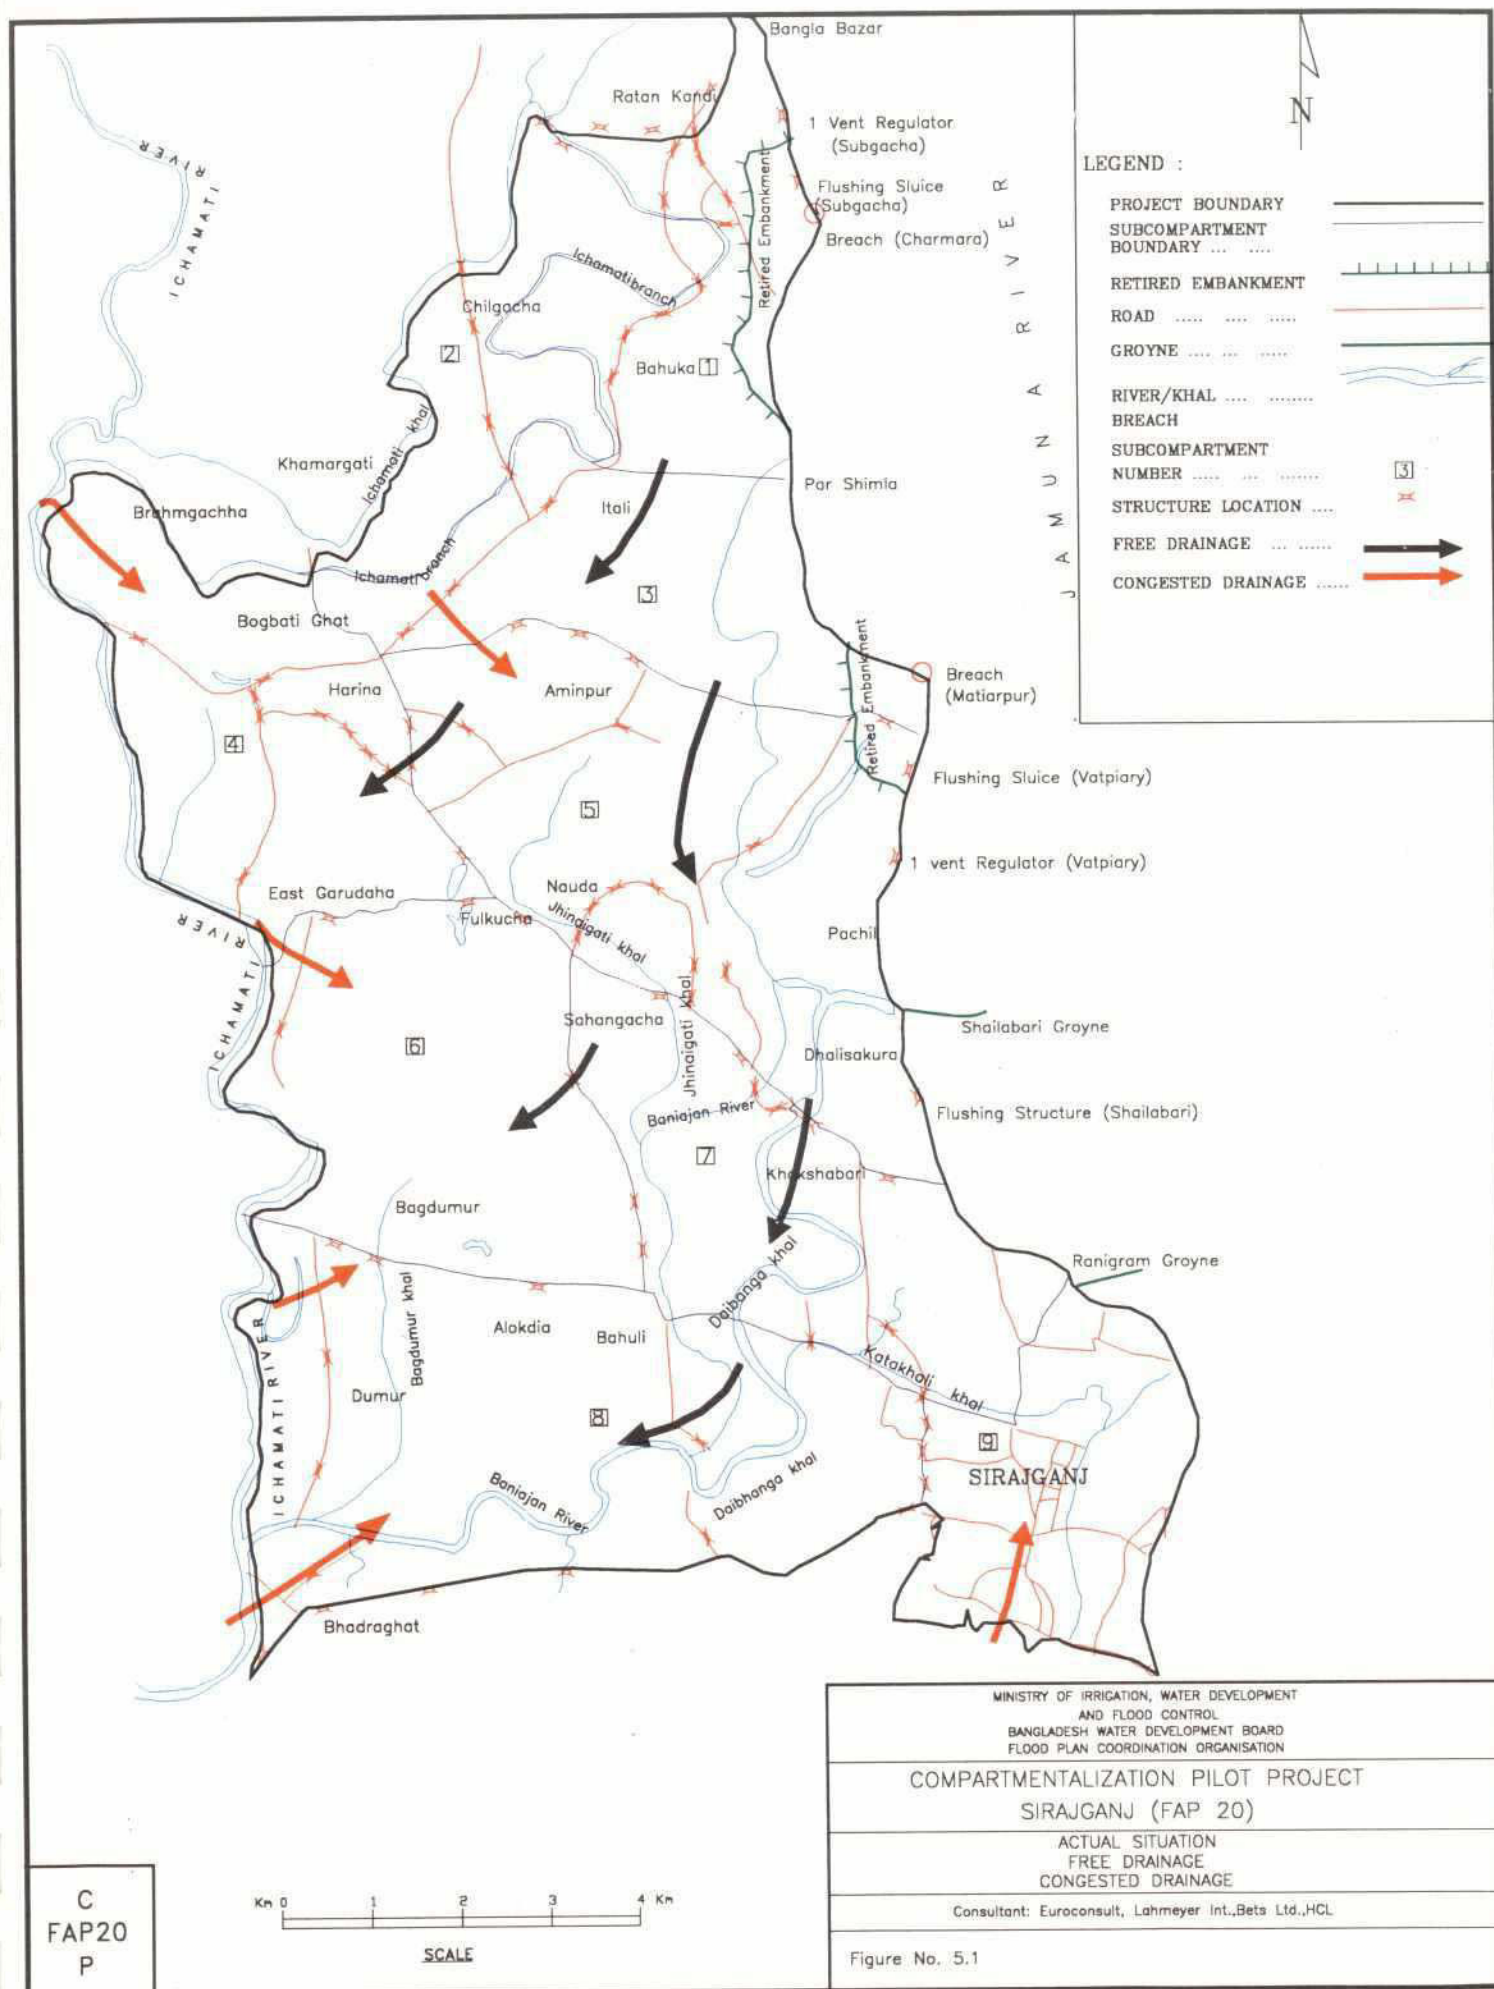 Bangla Bazar
Ratan Kandi
1 Vent Regulator
(Subgacha)
Flushing Sluice
(Subgacha)
Breach (Charmara)
Retired Embankment
ICHAMATI RIVER
JAMUNA RIVER
Ichamatibranch
Chilgacha
2
Bahuka 1
Ichamati khal
Khamargati
Brahmgachha
Par Shimla
Itali
Ichamatibranch
3
Bogbati Ghat
Harina
Aminpur
Retired Embankment
Breach
(Matiarpur)
4
Flushing Sluice (Vatpiary)
5
1 vent Regulator (Vatpiary)
East Garudaha
Nauda
Fulkucha
Jhinaigati khal
Pachil
ICHAMATI RIVER
Jhinaigati khal
Sahangacha
Shailabari Groyne
6
Dhalisakura
Baniajan River
Flushing Structure (Shailabari)
7
Khokshabari
Bagdumur
Daibanga khal
Ranigram Groyne
Bagdumur khal
Alokdia
Bahuli
ICHAMATI RIVER
Katakhali khal
Dumur
8
9
SIRAJGANJ
Baniajan River
Daibhanga khal
Bhadraghat
N
LEGEND :
PROJECT BOUNDARY
SUBCOMPARTMENT
BOUNDARY ... ....
RETIRED EMBANKMENT
ROAD ..... .... .....
GROYNE .... ... .....
RIVER/KHAL .... ........
BREACH
SUBCOMPARTMENT
NUMBER ..... ... ....... 3
STRUCTURE LOCATION ....
FREE DRAINAGE ... ......
CONGESTED DRAINAGE ......
MINISTRY OF IRRIGATION, WATER DEVELOPMENT
AND FLOOD CONTROL
BANGLADESH WATER DEVELOPMENT BOARD
FLOOD PLAN COORDINATION ORGANISATION
COMPARTMENTALIZATION PILOT PROJECT
SIRAJGANJ (FAP 20)
ACTUAL SITUATION
FREE DRAINAGE
CONGESTED DRAINAGE
Consultant: Euroconsult, Lahmeyer Int.,Bets Ltd.,HCL
Figure No. 5.1
C
FAP20
P
Km 0 1 2 3 4 Km
SCALE